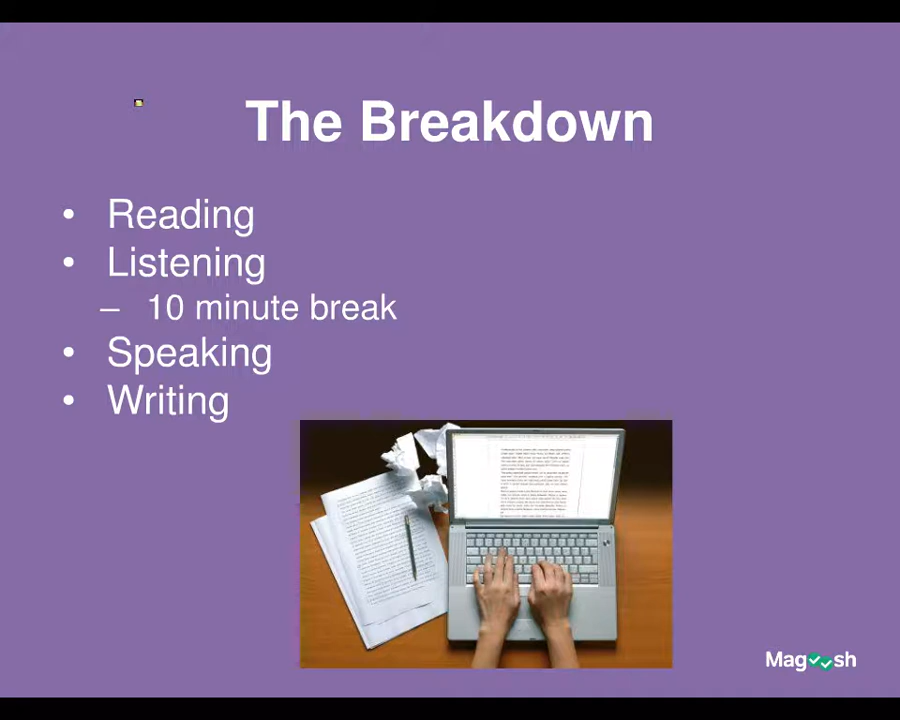 The Breakdown
• Reading
• Listening
– 10 minute break
• Speaking
• Writing
Magoosh